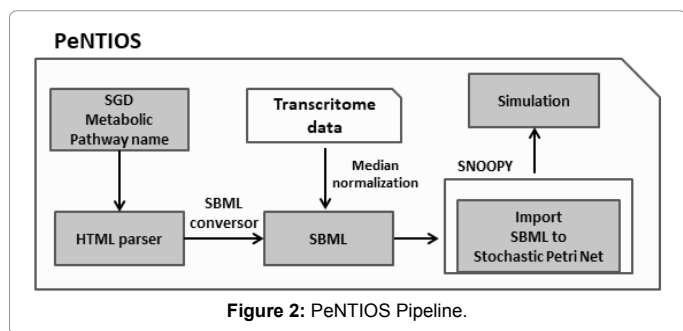 PeNTIOS
SGD
Metabolic
Pathway name
Transcritome
data
Simulation
Median
normalization
SNOOPY
HTML parser
SBML
conversor
SBML
Import
SBML to
Stochastic Petri Net
Figure 2: PeNTIOS Pipeline.